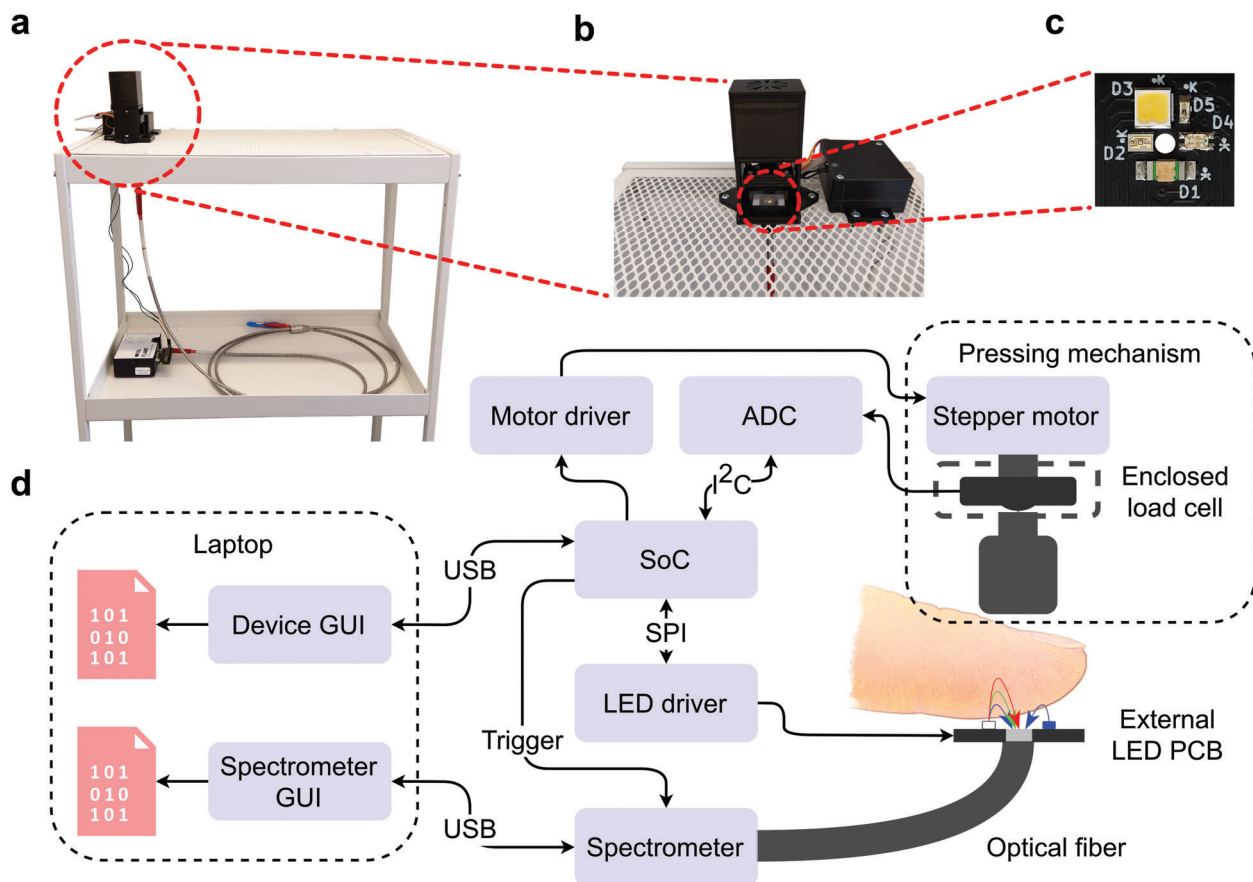 a
b
c
K
D3
K
D5
D4
K
D2
K
K
D1
d
Pressing mechanism
Motor driver
ADC
Stepper motor
I²C
Enclosed
load cell
Laptop
USB
SoC
101
010
101
Device GUI
SPI
LED driver
Trigger
External
LED PCB
101
010
101
Spectrometer
GUI
USB
Spectrometer
Optical fiber